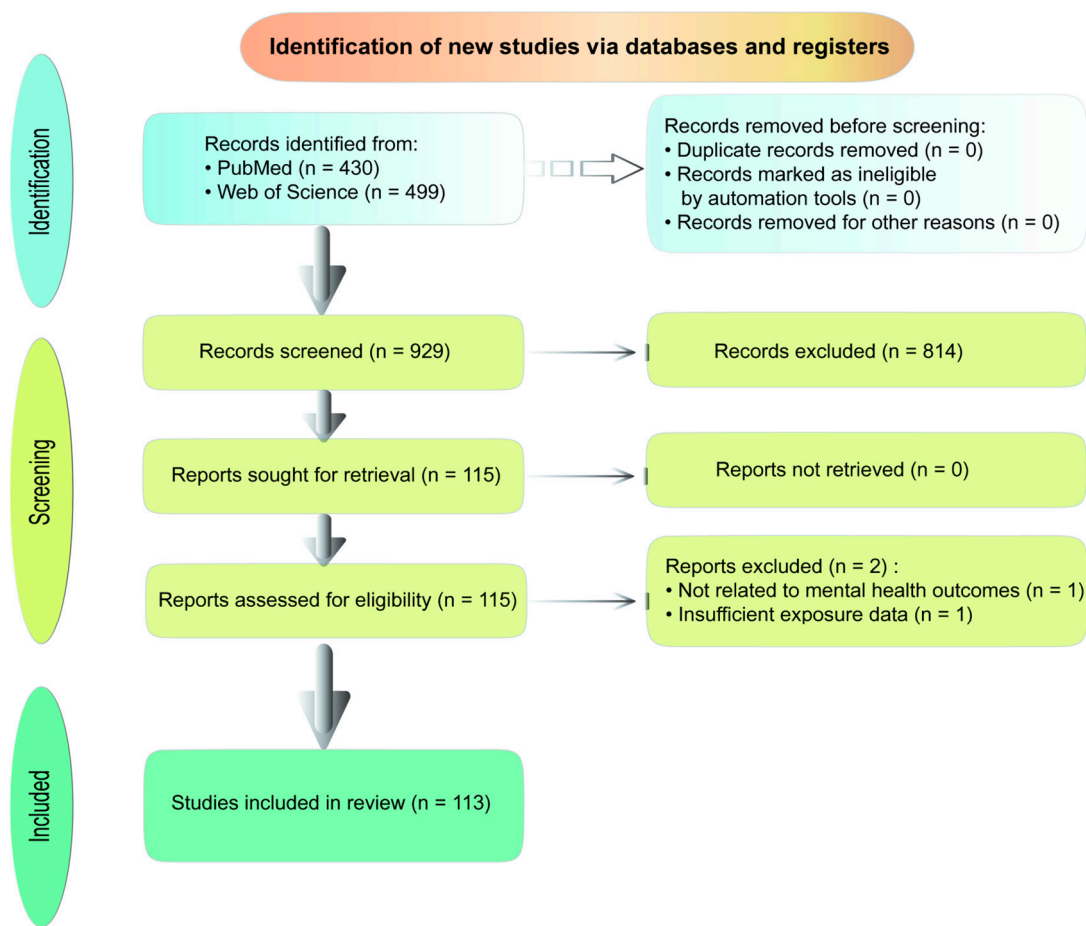 Identification of new studies via databases and registers
Identification
Records identified from:
• PubMed (n = 430)
• Web of Science (n = 499)
Records removed before screening:
• Duplicate records removed (n = 0)
• Records marked as ineligible
by automation tools (n = 0)
• Records removed for other reasons (n = 0)
Screening
Records screened (n = 929)
Records excluded (n = 814)
Reports sought for retrieval (n = 115)
Reports not retrieved (n = 0)
Reports assessed for eligibility (n = 115)
Reports excluded (n = 2) :
• Not related to mental health outcomes (n = 1)
• Insufficient exposure data (n = 1)
Included
Studies included in review (n = 113)